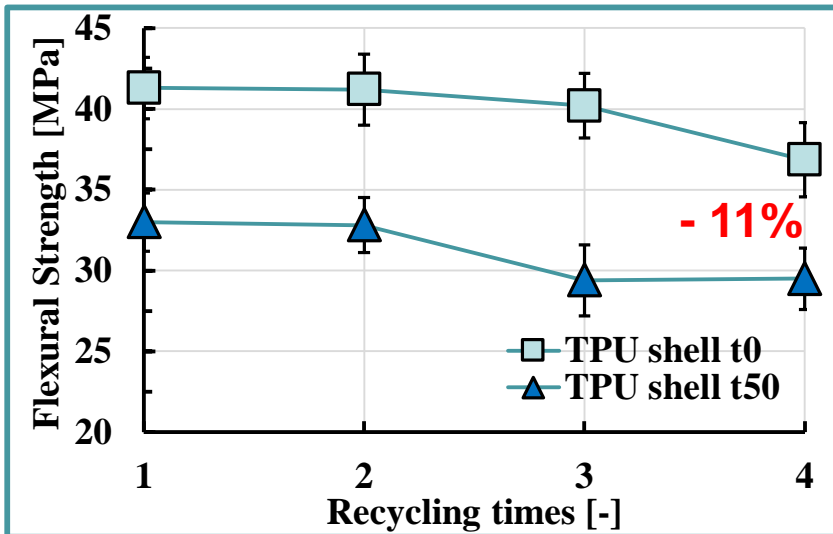 Flexural Strength [MPa]
45
40
35
30
25
20
- 11%
TPU shell t0
TPU shell t50
1 2 3 4
Recycling times [-]